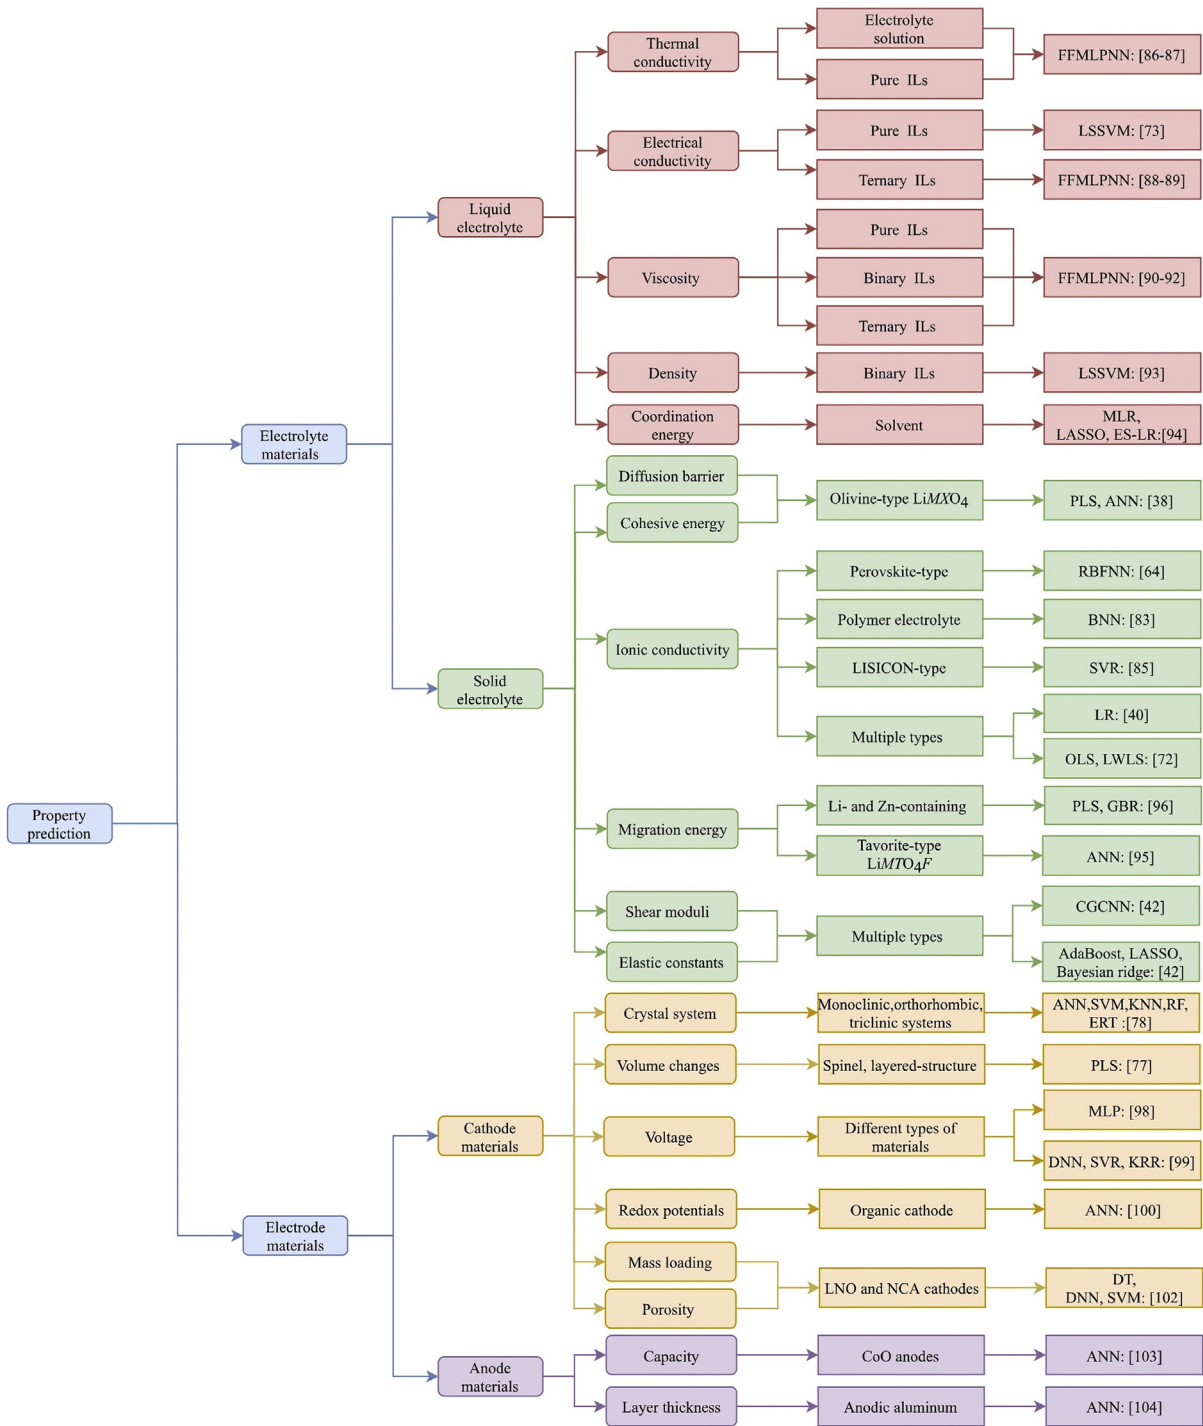 Property
prediction
Electrolyte
materials
Liquid
electrolyte
Thermal
conductivity
Electrolyte
solution
Pure ILs
FFMLPNN: [86-87]
Electrical
conductivity
Pure ILs
LSSVM: [73]
Ternary ILs
FFMLPNN: [88-89]
Viscosity
Pure ILs
Binary ILs
Ternary ILs
FFMLPNN: [90-92]
Density
Binary ILs
LSSVM: [93]
Coordination
energy
Solvent
MLR,
LASSO, ES-LR:[94]
Solid
electrolyte
Diffusion barrier
Cohesive energy
Olivine-type LiMXO4
PLS, ANN: [38]
Ionic conductivity
Perovskite-type
RBFNN: [64]
Polymer electrolyte
BNN: [83]
LISICON-type
SVR: [85]
Multiple types
LR: [40]
OLS, LWLS: [72]
Migration energy
Li- and Zn-containing
PLS, GBR: [96]
Tavorite-type
LiMTO4F
ANN: [95]
Shear moduli
Elastic constants
Multiple types
CGCNN: [42]
AdaBoost, LASSO,
Bayesian ridge: [42]
Electrode
materials
Cathode
materials
Crystal system
Monoclinic,orthorhombic,
triclinic systems
ANN,SVM,KNN,RF,
ERT :[78]
Volume changes
Spinel, layered-structure
PLS: [77]
Voltage
Different types of
materials
MLP: [98]
DNN, SVR, KRR: [99]
Redox potentials
Organic cathode
ANN: [100]
Mass loading
Porosity
LNO and NCA cathodes
DT,
DNN, SVM: [102]
Anode
materials
Capacity
CoO anodes
ANN: [103]
Layer thickness
Anodic aluminum
ANN: [104]